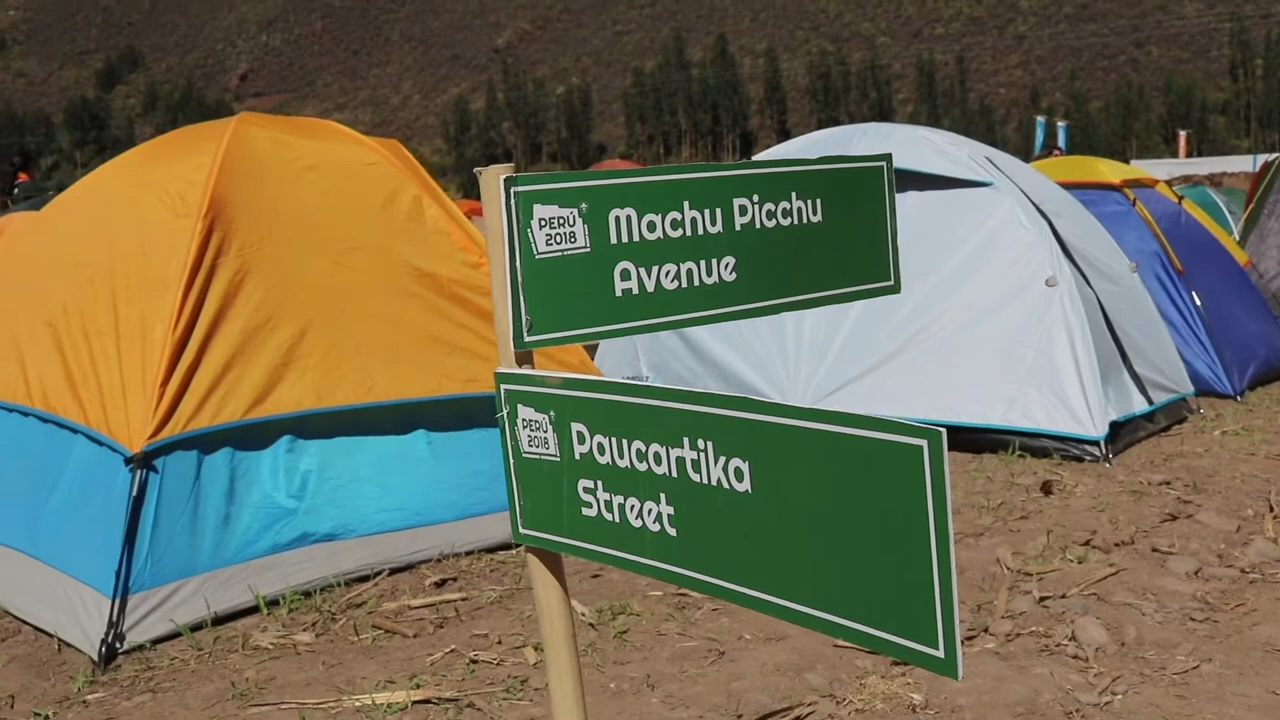 PERÚ
2018
Machu Picchu
Avenue
PERÚ
2018
Paucartika
Street